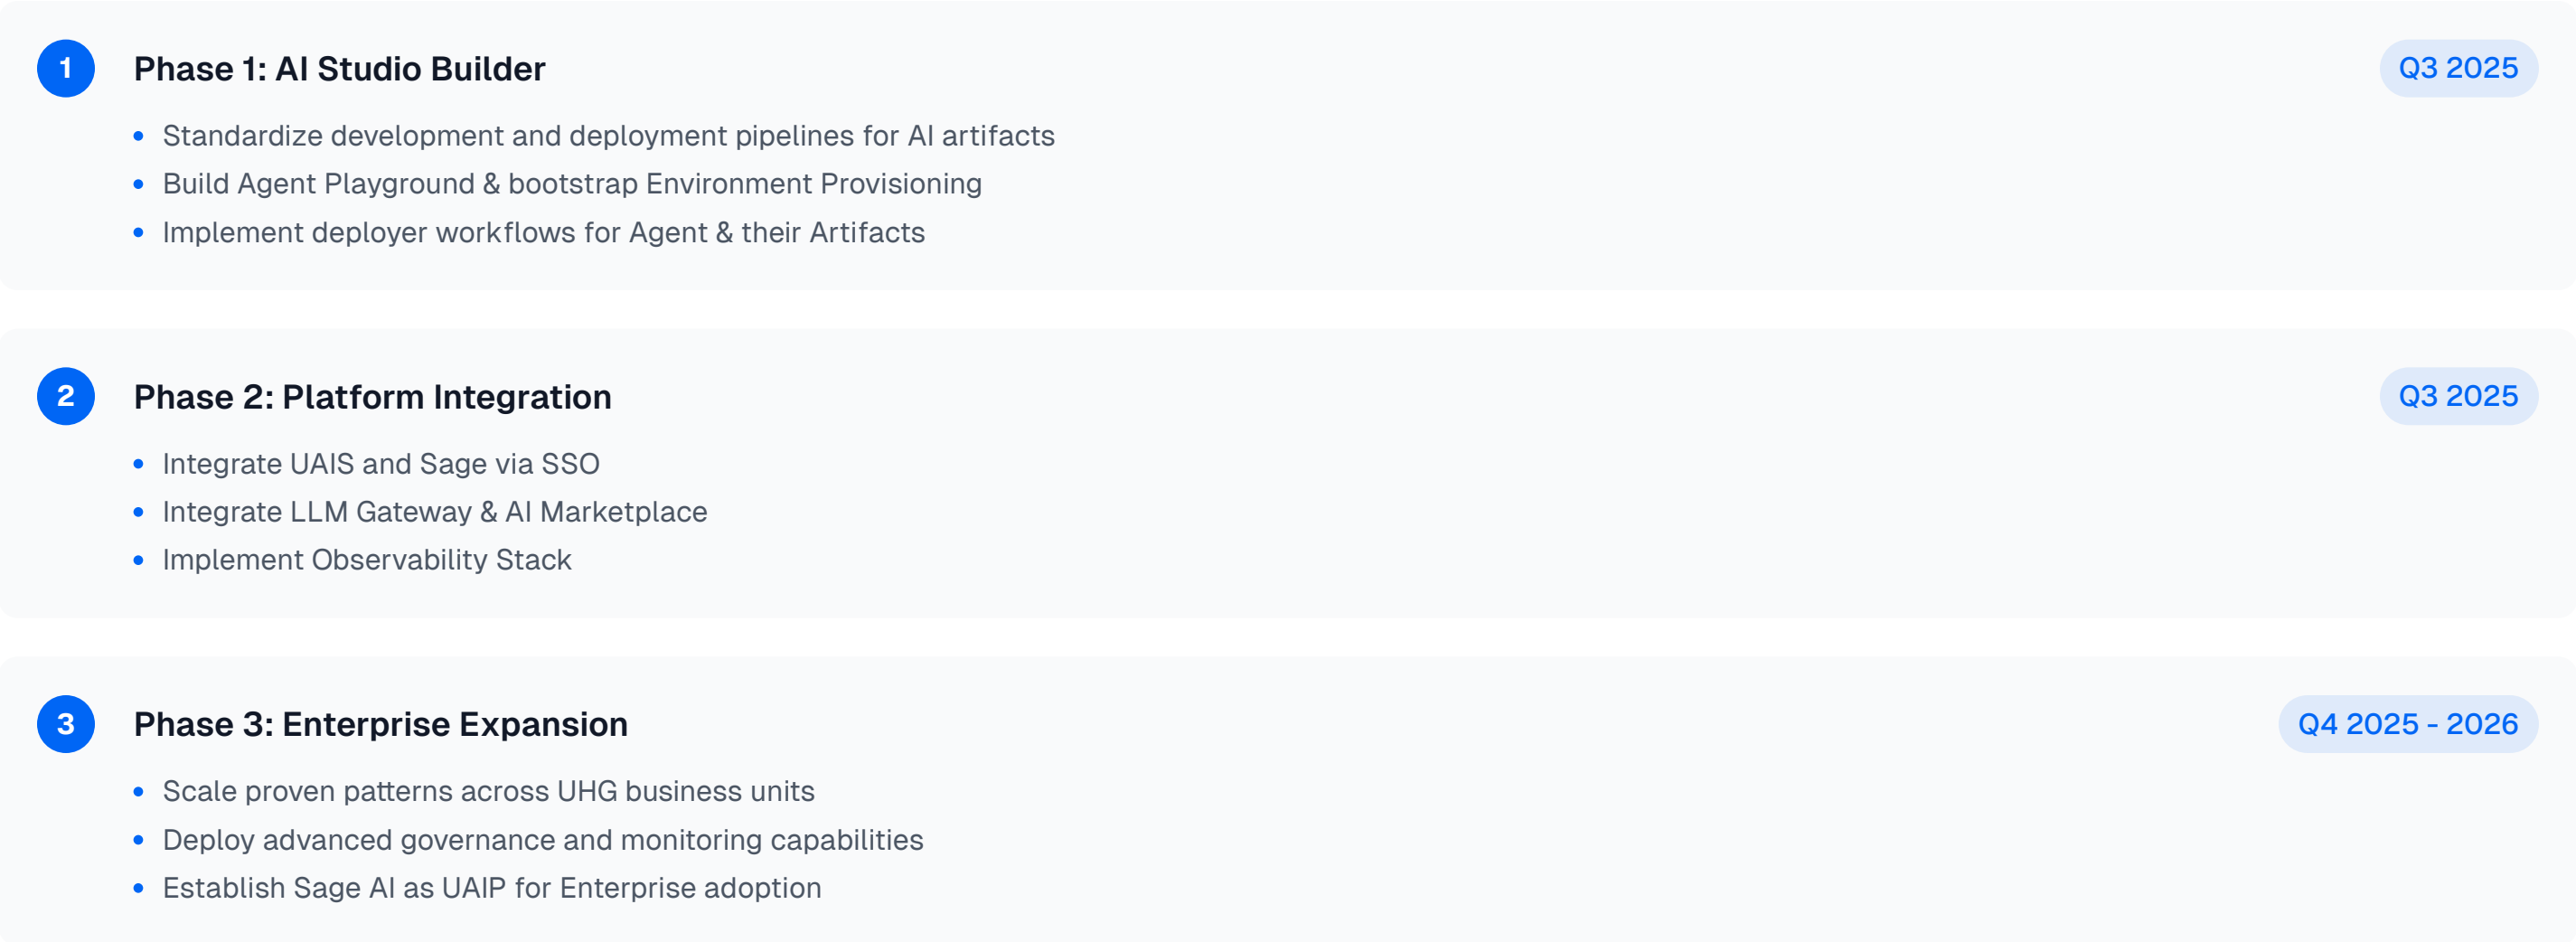 1
Phase 1: AI Studio Builder
Q3 2025
Standardize development and deployment pipelines for AI artifacts
Build Agent Playground & bootstrap Environment Provisioning
Implement deployer workflows for Agent & their Artifacts
2
Phase 2: Platform Integration
Q3 2025
Integrate UAIS and Sage via SSO
Integrate LLM Gateway & AI Marketplace
Implement Observability Stack
3
Phase 3: Enterprise Expansion
Q4 2025 - 2026
Scale proven patterns across UHG business units
Deploy advanced governance and monitoring capabilities
Establish Sage AI as UAIP for Enterprise adoption